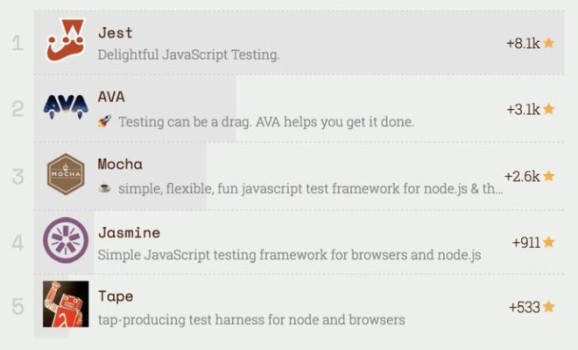 1
Jest
Delightful JavaScript Testing.
+8.1k
2
AVA
AVA
🚀 Testing can be a drag. AVA helps you get it done.
+3.1k
3
MOCHA
Mocha
☕ simple, flexible, fun javascript test framework for node.js & th...
+2.6k
4
Jasmine
Simple JavaScript testing framework for browsers and node.js
+911
5
Tape
tap-producing test harness for node and browsers
+533